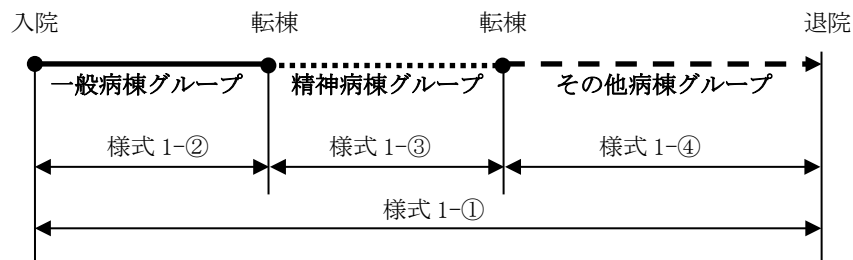 入院 転棟 転棟 退院
一般病棟グループ 精神病棟グループ その他病棟グループ
様式 1-② 様式 1-③ 様式 1-④
様式 1-①